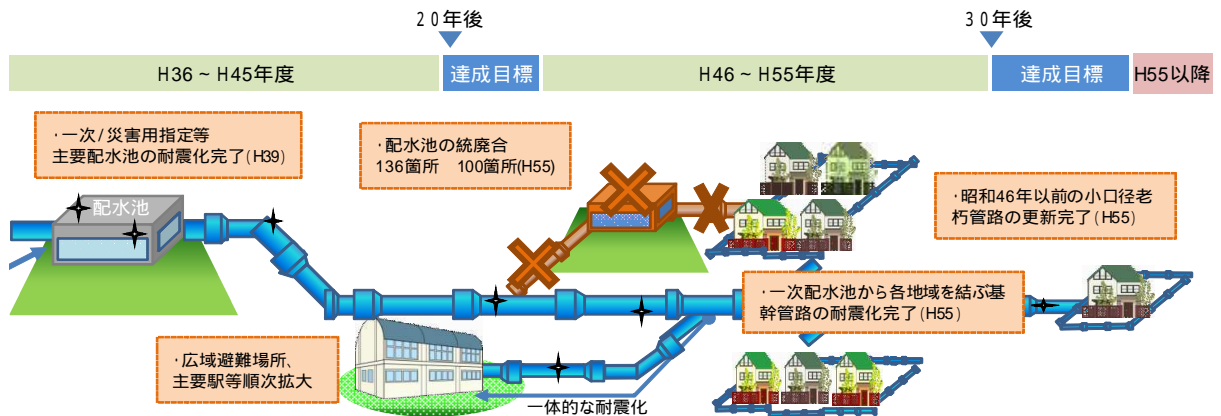 20年後
30年後
H36~H45年度
達成目標
H46~H55年度
達成目標
H55以降
・一次/災害用指定等
主要配水池の耐震化完了(H39)
・配水池の統廃合
136箇所 100箇所(H55)
配水池
・昭和46年以前の小口径老
朽管路の更新完了(H55)
・一次配水池から各地域を結ぶ基
幹管路の耐震化完了(H55)
・広域避難場所、
主要駅等順次拡大
一体的な耐震化